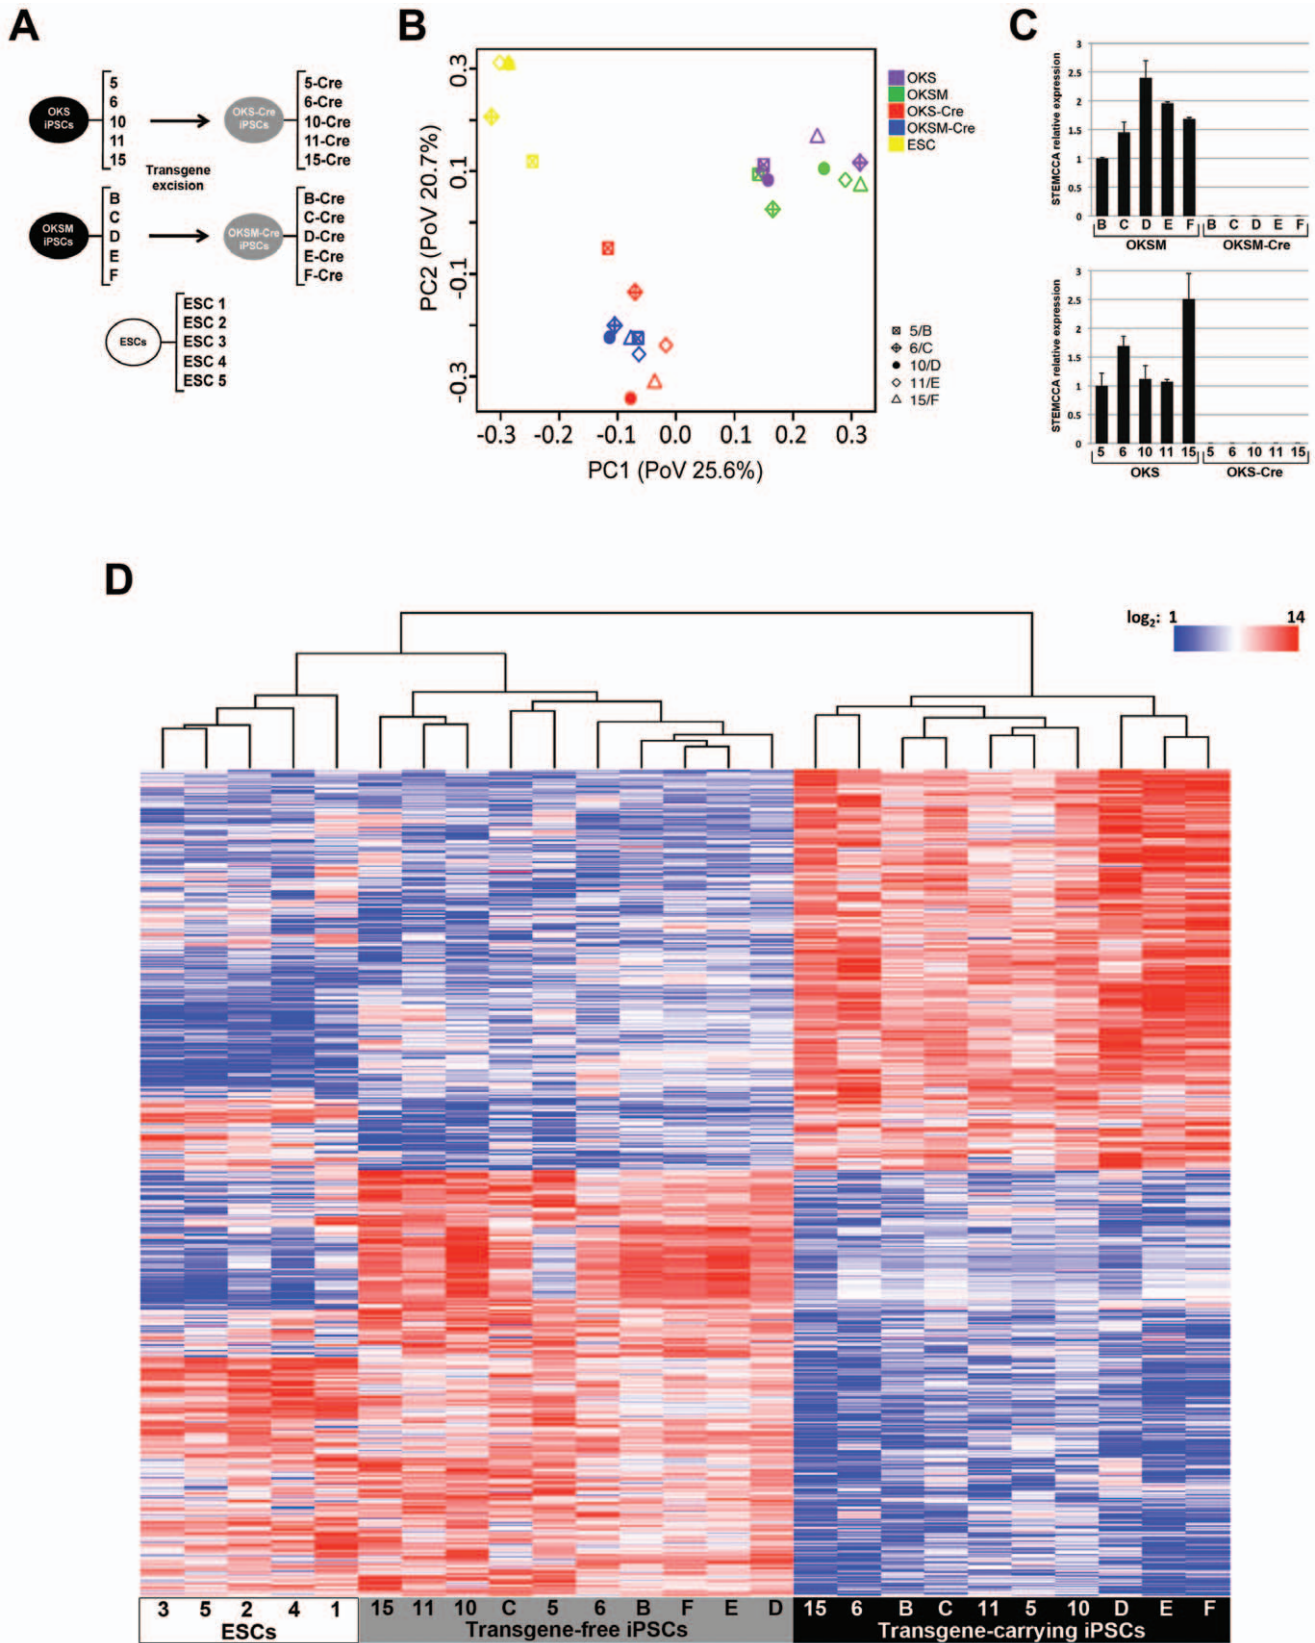 A
OKS
iPSCs
5
6
10
11
15
OKS-Cre
iPSCs
5-Cre
6-Cre
10-Cre
11-Cre
15-Cre
Transgene
excision
OKSM
iPSCs
B
C
D
E
F
OKSM-Cre
iPSCs
B-Cre
C-Cre
D-Cre
E-Cre
F-Cre
ESCs
ESC 1
ESC 2
ESC 3
ESC 4
ESC 5
B
PC2 (PoV 20.7%)
0.3
0.1
-0.1
-0.3
-0.3 -0.2 -0.1 0.0 0.1 0.2 0.3
PC1 (PoV 25.6%)
OKS
OKSM
OKS-Cre
OKSM-Cre
ESC
5/B
6/C
10/D
11/E
15/F
C
STEMCCA relative expression
3
2.5
2
1.5
1
0.5
0
B C D E F B C D E F
OKSM OKSM-Cre
STEMCCA relative expression
3
2.5
2
1.5
1
0.5
0
5 6 10 11 15 5 6 10 11 15
OKS OKS-Cre
D
log2: 1 14
3 5 2 4 1 15 11 10 C 5 6 B F E D 15 6 B C 11 5 10 D E F
ESCs Transgene-free iPSCs Transgene-carrying iPSCs